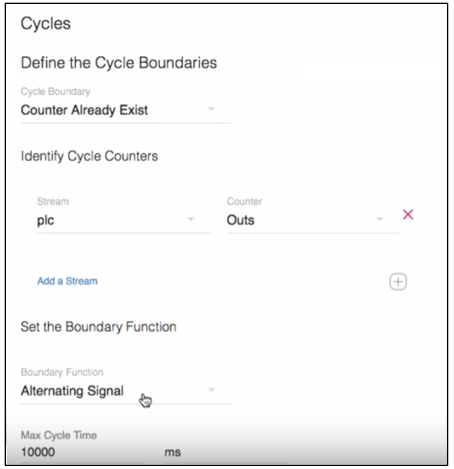 Cycles
Define the Cycle Boundaries
Cycle Boundary
Counter Already Exist
Identify Cycle Counters
Stream Counter
plc Outs
Add a Stream
Set the Boundary Function
Boundary Function
Alternating Signal
Max Cycle Time
10000 ms